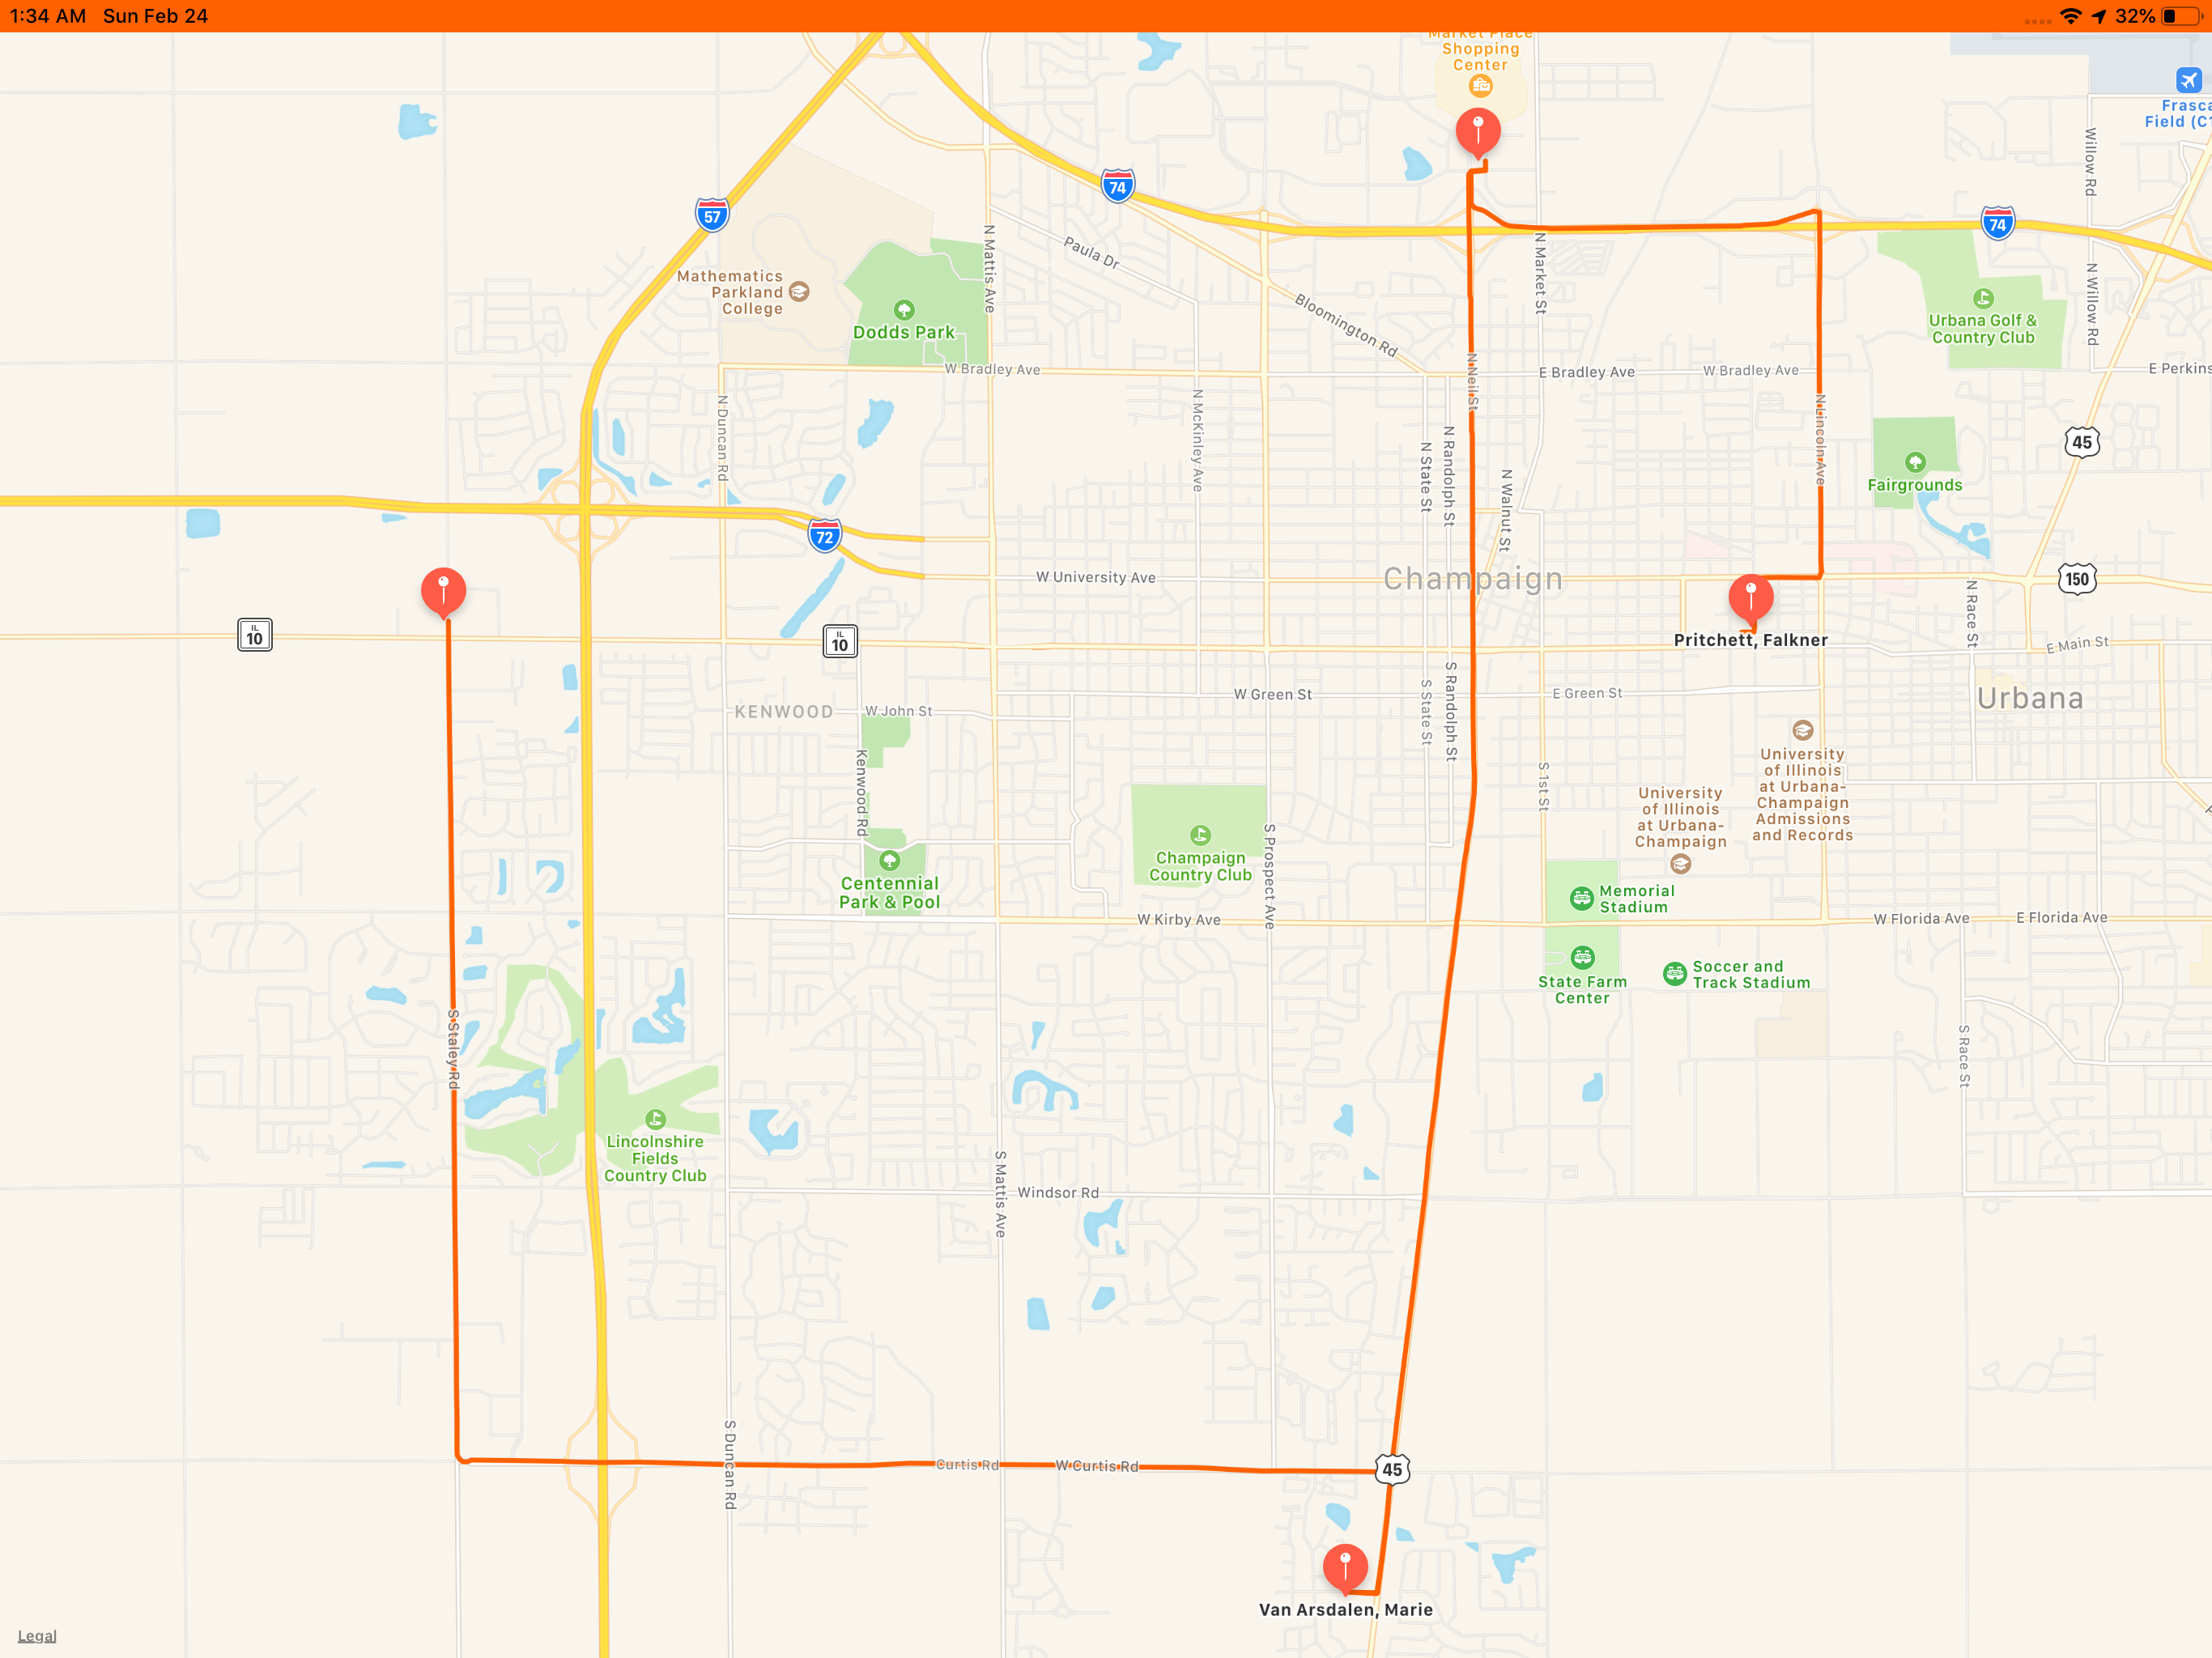 1:34 AM Sun Feb 24
32%
Market Place
Shopping
Center
Frasca
Field (C1
Willow Rd
74
57
74
N Mattis Ave
Paula Dr
N Market St
N Willow Rd
Mathematics
Parkland
College
Dodds Park
Bloomington Rd
Urbana Golf &
Country Club
W Bradley Ave
E Bradley Ave
W Bradley Ave
E Perkins
N Neil St
N Duncan Rd
N McKinley Ave
N State St
N Randolph St
N Walnut St
N Lincoln Ave
45
Fairgrounds
72
W University Ave
Champaign
150
N Race St
IL
10
IL
10
Pritchett, Falkner
E Main St
KENWOOD
W John St
W Green St
E Green St
S State St
S Randolph St
Urbana
Kenwood Rd
S 1st St
University
of Illinois
at Urbana-
Champaign
University
of Illinois
at Urbana-
Champaign
Admissions
and Records
Champaign
Country Club
S Prospect Ave
Centennial
Park & Pool
Memorial
Stadium
W Kirby Ave
W Florida Ave
E Florida Ave
State Farm
Center
Soccer and
Track Stadium
S Staley Rd
S Race St
Lincolnshire
Fields
Country Club
S Mattis Ave
Windsor Rd
S Duncan Rd
Curtis Rd
W Curtis Rd
45
Van Arsdalen, Marie
Legal